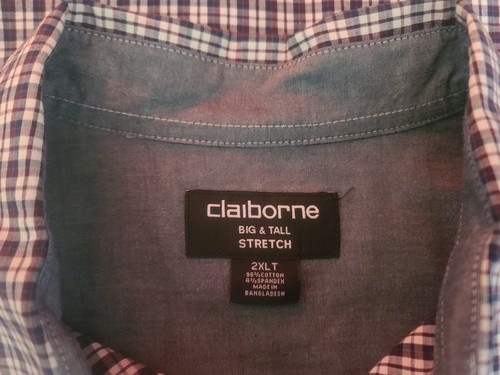 claiborne
BIG & TALL
STRETCH
2XLT
96% COTTON
4% SPANDEX
MADE IN
BANGLADESH